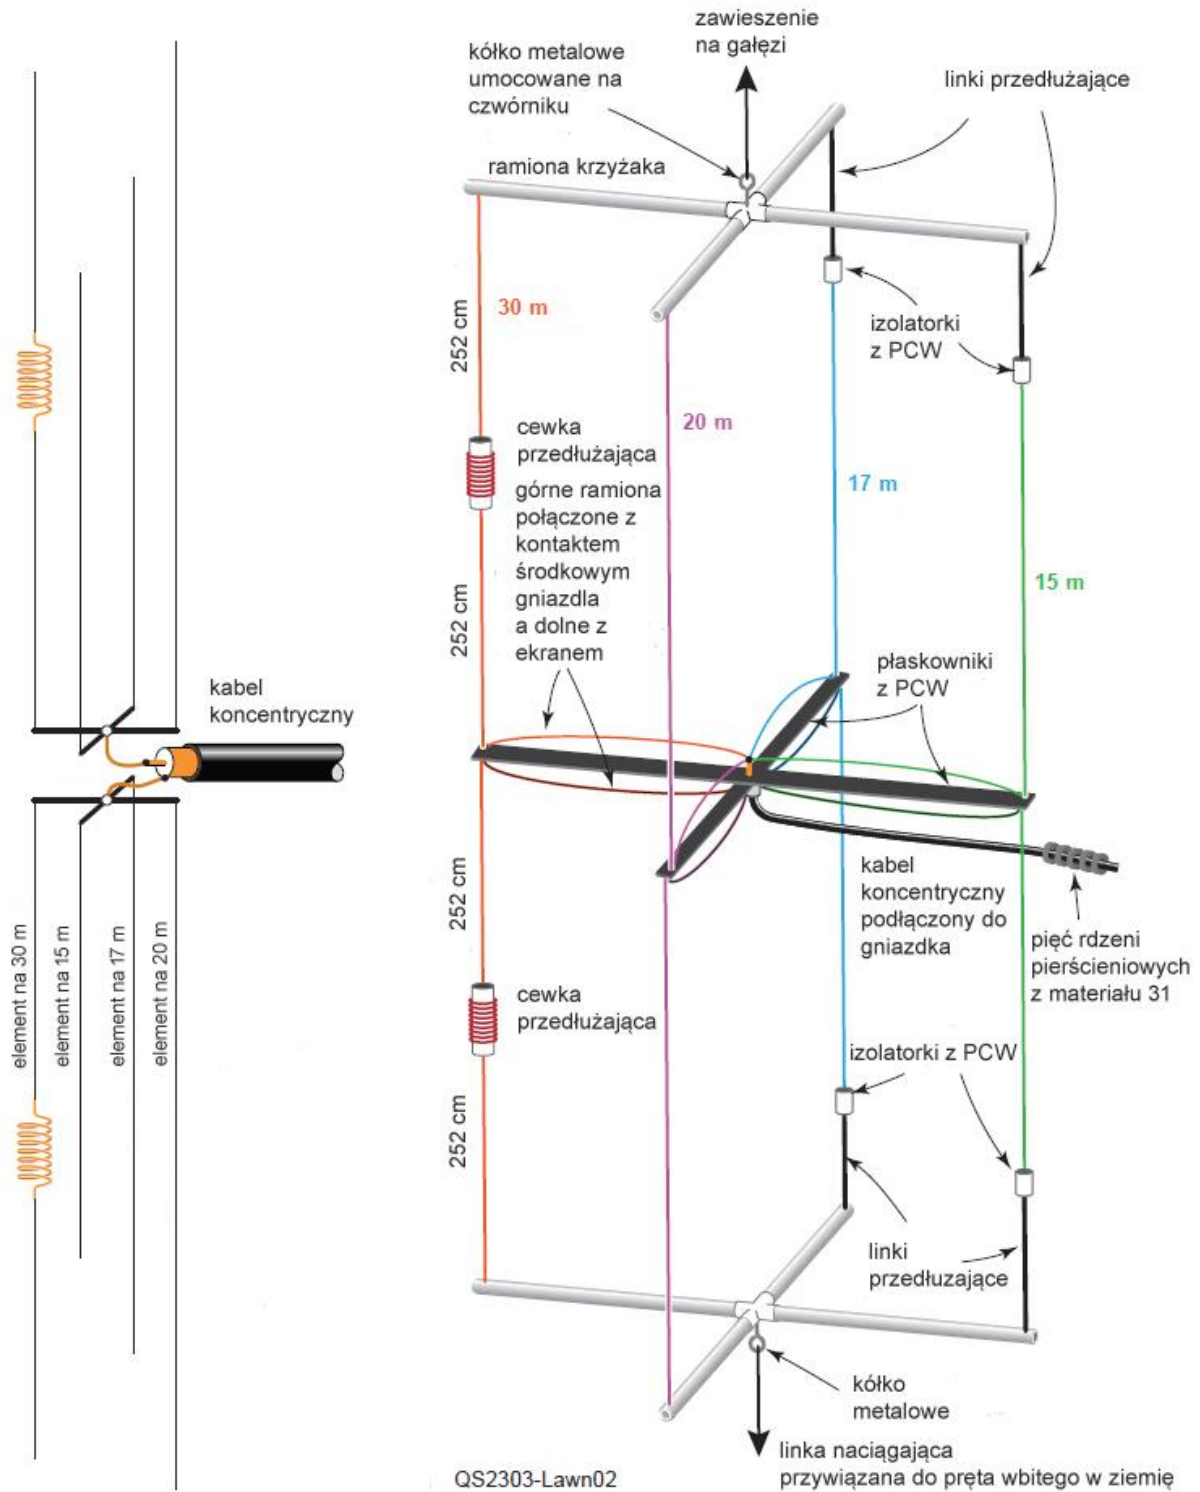 zawieszenie
na gałęzi
kółko metalowe
umocowane na
czwórniku
linki przedłużające
ramiona krzyżaka
252 cm
30 m
izolatorki
z PCW
20 m
cewka
przedłużająca
17 m
górne ramiona
połączone z
kontaktem
środkowym
gniazdla
a dolne z
ekranem
252 cm
15 m
płaskowniki
z PCW
kabel
koncentryczny
252 cm
kabel
koncentryczny
podłączony do
gniazdka
pięć rdzeni
pierścieniowych
z materiału 31
element na 30 m
element na 15 m
element na 17 m
element na 20 m
cewka
przedłużająca
izolatorki z PCW
252 cm
linki
przedłuzające
kółko
metalowe
linka naciągająca
przywiązana do pręta wbitego w ziemię
QS2303-Lawn02